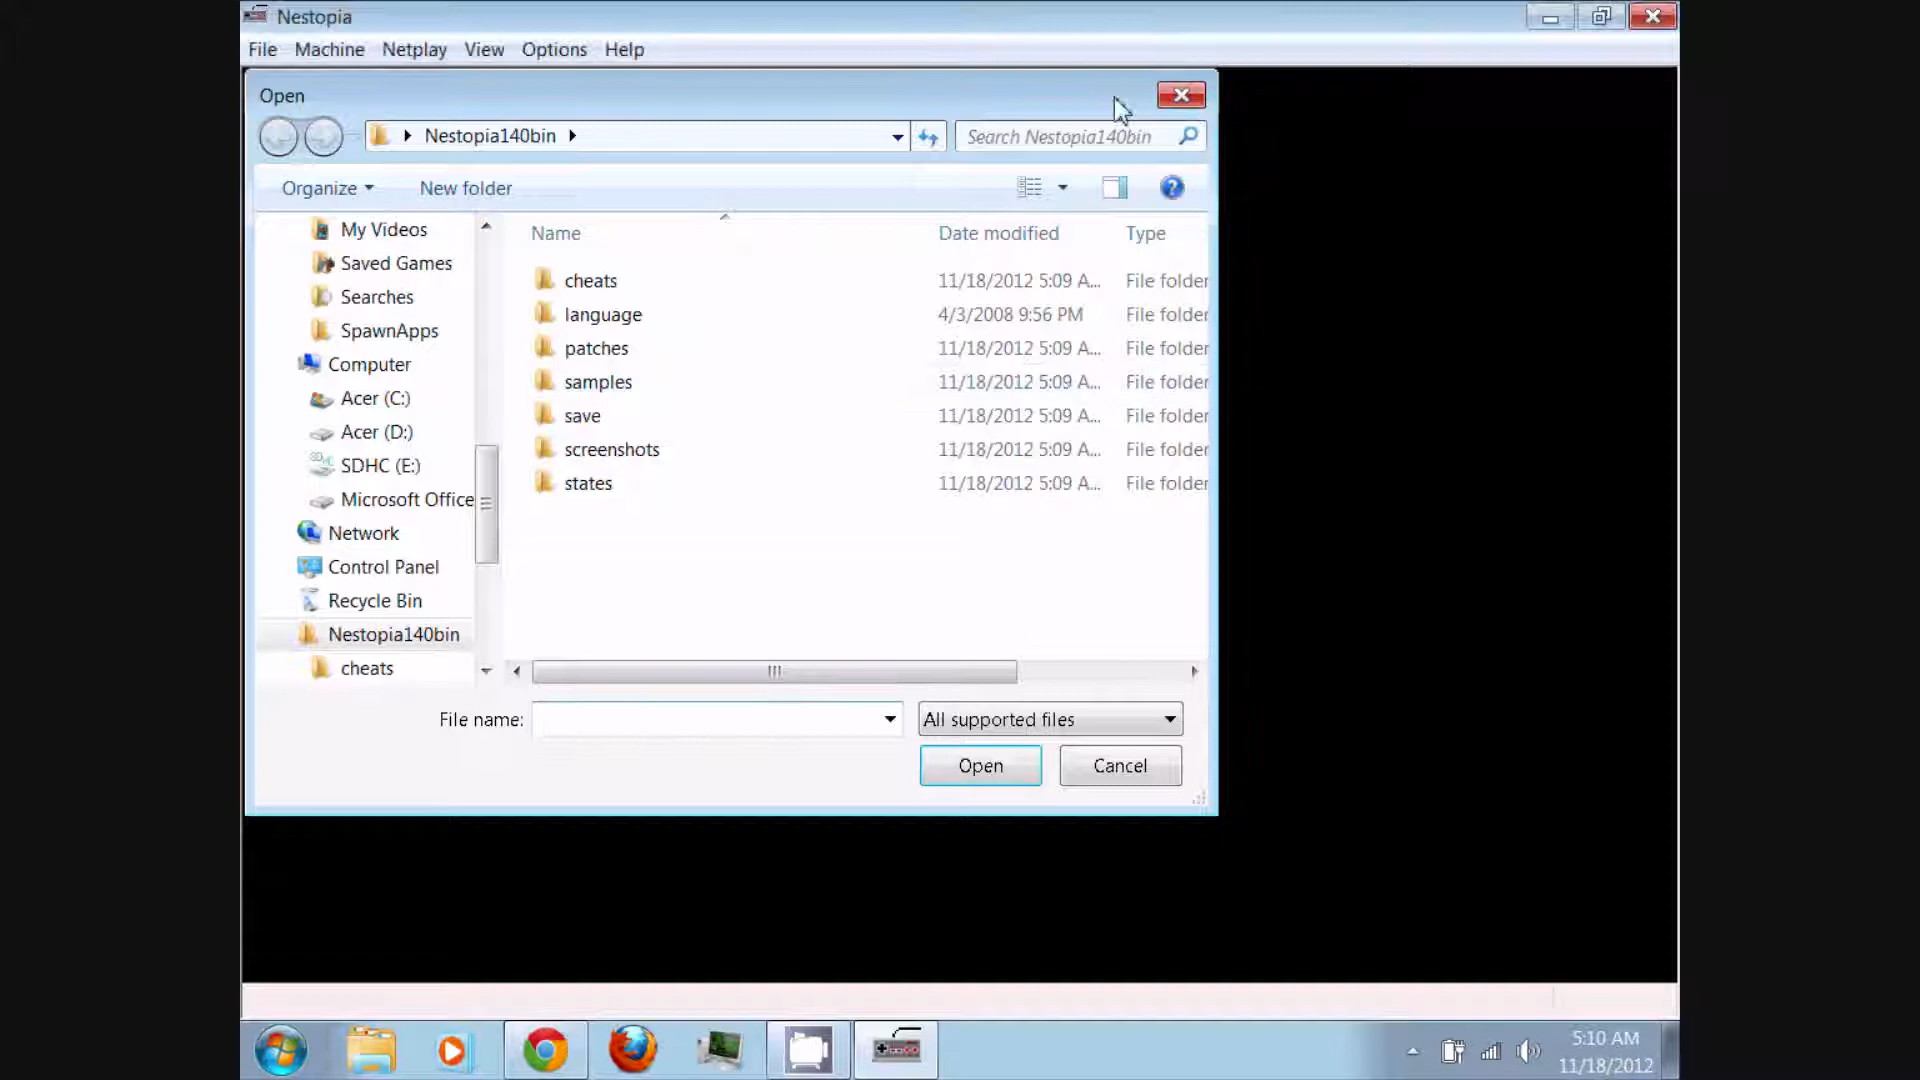 Nestopia
File Machine Netplay View Options Help
Open
Nestopia140bin
Search Nestopia140bin
Organize New folder
Name Date modified Type
My Videos
Saved Games
Searches
SpawnApps
Computer
Acer (C:)
Acer (D:)
SDHC (E:)
Microsoft Office
Network
Control Panel
Recycle Bin
Nestopia140bin
cheats
cheats 11/18/2012 5:09 A... File folder
language 4/3/2008 9:56 PM File folder
patches 11/18/2012 5:09 A... File folder
samples 11/18/2012 5:09 A... File folder
save 11/18/2012 5:09 A... File folder
screenshots 11/18/2012 5:09 A... File folder
states 11/18/2012 5:09 A... File folder
File name: All supported files
Open Cancel
5:10 AM
11/18/2012